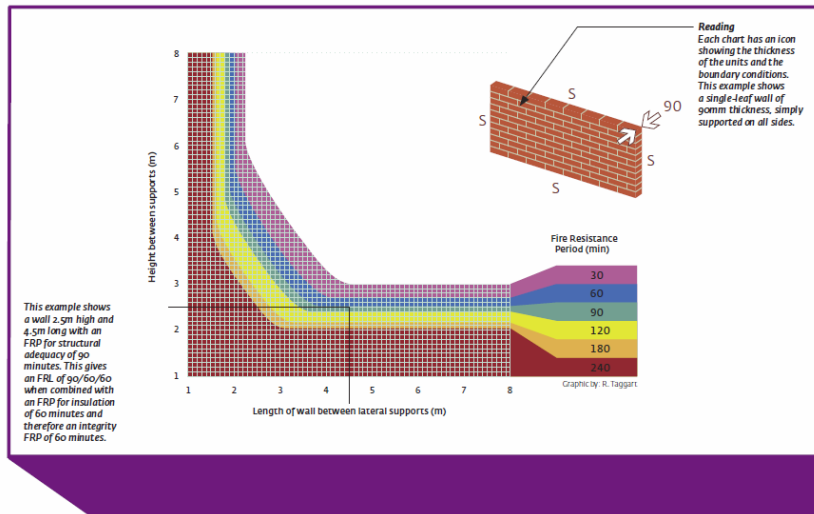 Reading
Each chart has an icon
showing the thickness
of the units and the
boundary conditions.
This example shows
a single-leaf wall of
90mm thickness, simply
supported on all sides.
S
90
S
S
S
8
7
6
5
4
3
2
1
Height between supports (m)
1 2 3 4 5 6 7 8
Length of wall between lateral supports (m)
Fire Resistance
Period (min)
30
60
90
120
180
240
Graphic by: R. Taggart
This example shows
a wall 2.5m high and
4.5m long with an
FRP for structural
adequacy of 90
minutes. This gives
an FRL of 90/60/60
when combined with
an FRP for insulation
of 60 minutes and
therefore an integrity
FRP of 60 minutes.